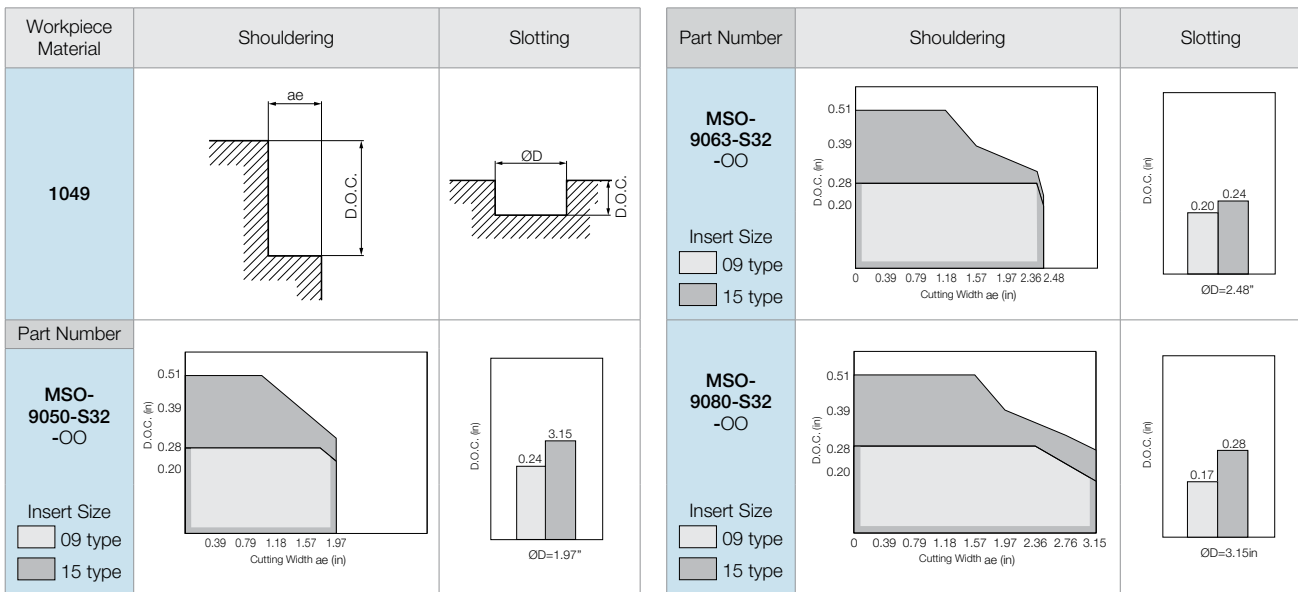 Workpiece
Material
Shouldering
Slotting
1049
ae
D.O.C.
ØD
D.O.C.
Part Number
MSO-
9050-S32
-OO
Insert Size
09 type
15 type
D.O.C. (in)
0.51
0.39
0.28
0.20
0.39 0.79 1.18 1.57 1.97
Cutting Width ae (in)
0.24
3.15
ØD=1.97"
Part Number
Shouldering
Slotting
MSO-
9063-S32
-OO
Insert Size
09 type
15 type
D.O.C. (in)
0.51
0.39
0.28
0.20
0 0.39 0.79 1.18 1.57 1.97 2.36 2.48
Cutting Width ae (in)
D.O.C. (in)
0.20
0.24
ØD=2.48"
MSO-
9080-S32
-OO
Insert Size
09 type
15 type
D.O.C. (in)
0.51
0.39
0.28
0.20
0 0.39 0.79 1.18 1.57 1.97 2.36 2.76 3.15
Cutting Width ae (in)
D.O.C. (in)
0.17
0.28
ØD=3.15in
D.O.C. (in)